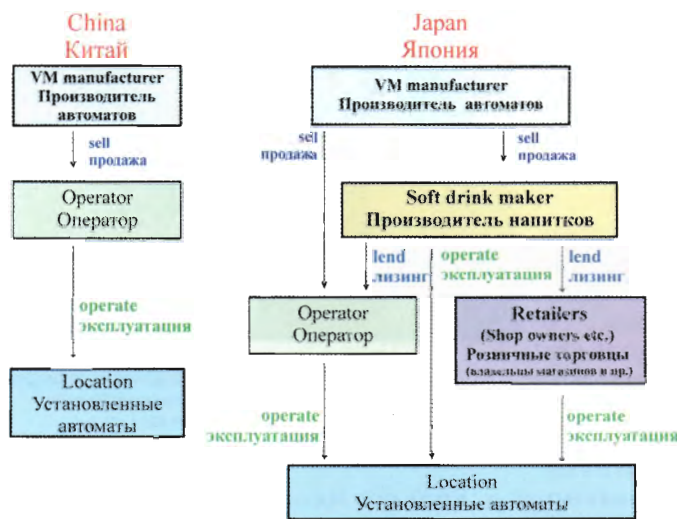 China
Китай
VM manufacturer
Производитель
автоматов
sell
продажа
Operator
Оператор
operate
эксплуатация
Location
Установленные
автоматы
Japan
Япония
VM manufacturer
Производитель автоматов
sell
продажа
sell
продажа
Soft drink maker
Производитель напитков
lend
лизинг
operate
эксплуатация
lend
лизинг
Operator
Оператор
Retailers
(Shop owners etc.)
Розничные торговцы
(владельцы магазинов и пр.)
operate
эксплуатация
operate
эксплуатация
Location
Установленные автоматы